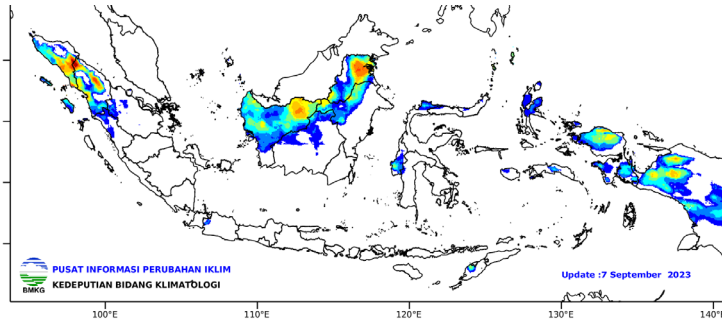 PUSAT INFORMASI PERUBAHAN IKLIM
KEDEPUTIAN BIDANG KLIMATOLOGI
BMKG
Update :7 September 2023
100°E
110°E
120°E
130°E
140°E